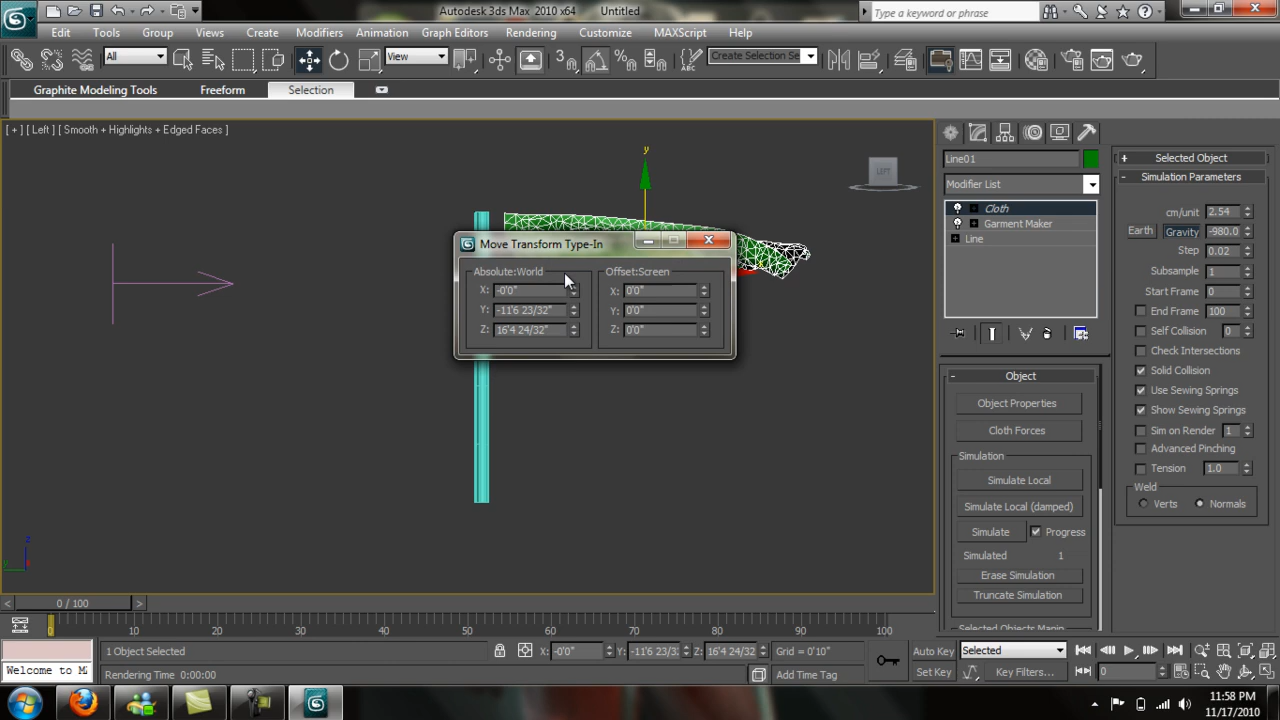 Autodesk 3ds Max 2010 x64 Untitled
Type a keyword or phrase
Edit Tools Group Views Create Modifiers Animation Graph Editors Rendering Customize MAXScript Help
All View Create Selection Se
Graphite Modeling Tools Freeform Selection
[ + ] [ Left ] [ Smooth + Highlights + Edged Faces ]
y
LEFT
Move Transform Type-In
Absolute:World Offset:Screen
X: -0'0" X: 0'0"
Y: -11'6 23/32" Y: 0'0"
Z: 16'4 24/32" Z: 0'0"
z
y
x
Line01
Modifier List
Cloth
Garment Maker
Line
Object
Object Properties
Cloth Forces
Simulation
Simulate Local
Simulate Local (damped)
Simulate Progress
Simulated 1
Erase Simulation
Truncate Simulation
Selected Objects Manip
Selected Object
Simulation Parameters
cm/unit 2.54
Earth Gravity -980.0
Step 0.02
Subsample 1
Start Frame 0
End Frame 100
Self Collision 0
Check Intersections
Solid Collision
Use Sewing Springs
Show Sewing Springs
Sim on Render 1
Advanced Pinching
Tension 1.0
Weld
Verts Normals
< 0 / 100 >
0 10 20 30 40 50 60 70 80 90 100
1 Object Selected X: -0'0" Y: -11'6 23/3 Z: 16'4 24/32 Grid = 0'10" Auto Key Selected
Welcome to M Rendering Time 0:00:00 Add Time Tag Set Key Key Filters... 0
11:58 PM
11/17/2010